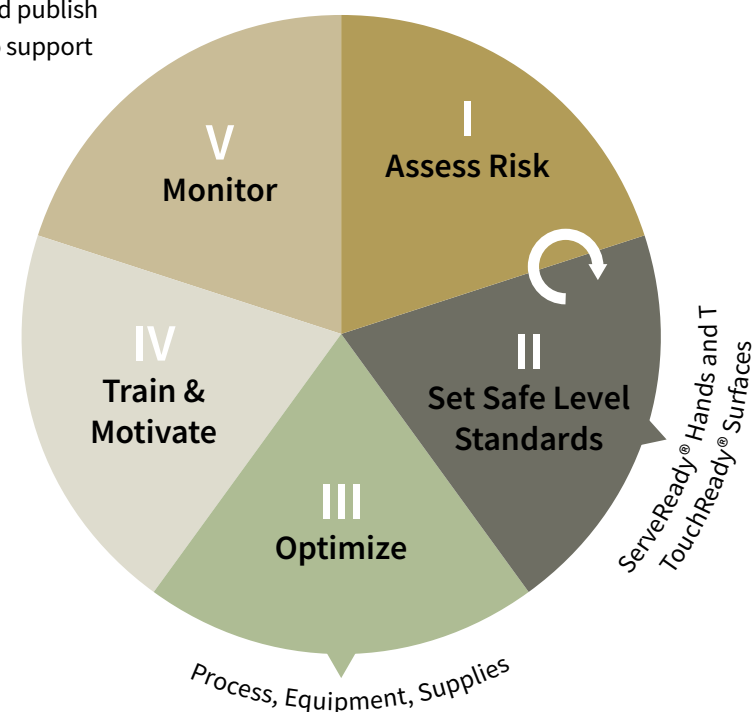 d publish
support
I
Assess Risk
II
Set Safe Level
Standards
ServeReady® Hands and T
TouchReady® Surfaces
III
Optimize
Process, Equipment, Supplies
IV
Train &
Motivate
V
Monitor